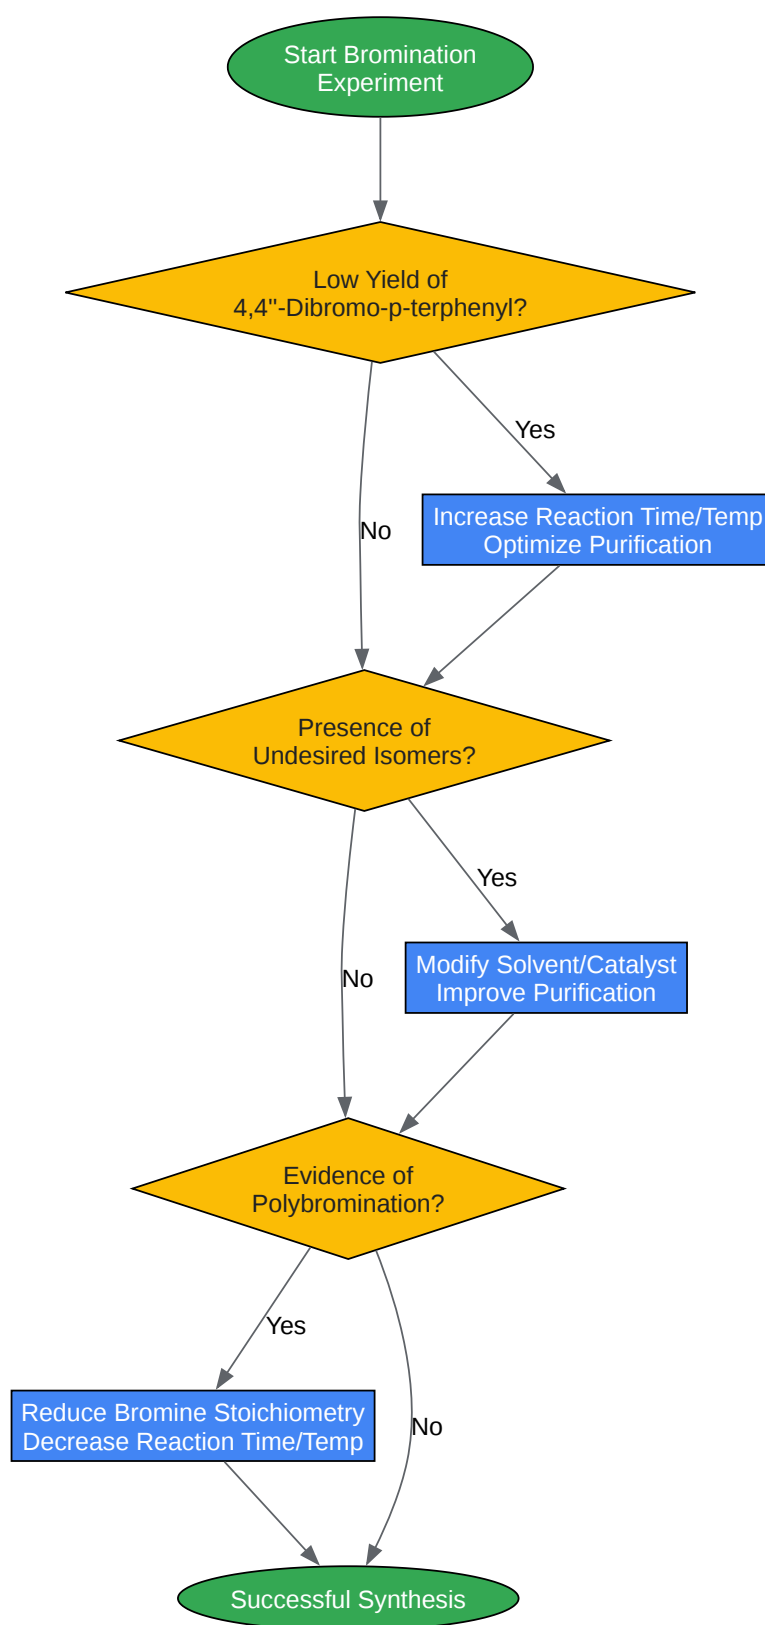 Start Bromination
Experiment
Low Yield of
4,4"-Dibromo-p-terphenyl?
Yes
Increase Reaction Time/Temp
Optimize Purification
No
Presence of
Undesired Isomers?
Yes
Modify Solvent/Catalyst
Improve Purification
No
Evidence of
Polybromination?
Yes
Reduce Bromine Stoichiometry
Decrease Reaction Time/Temp
No
Successful Synthesis